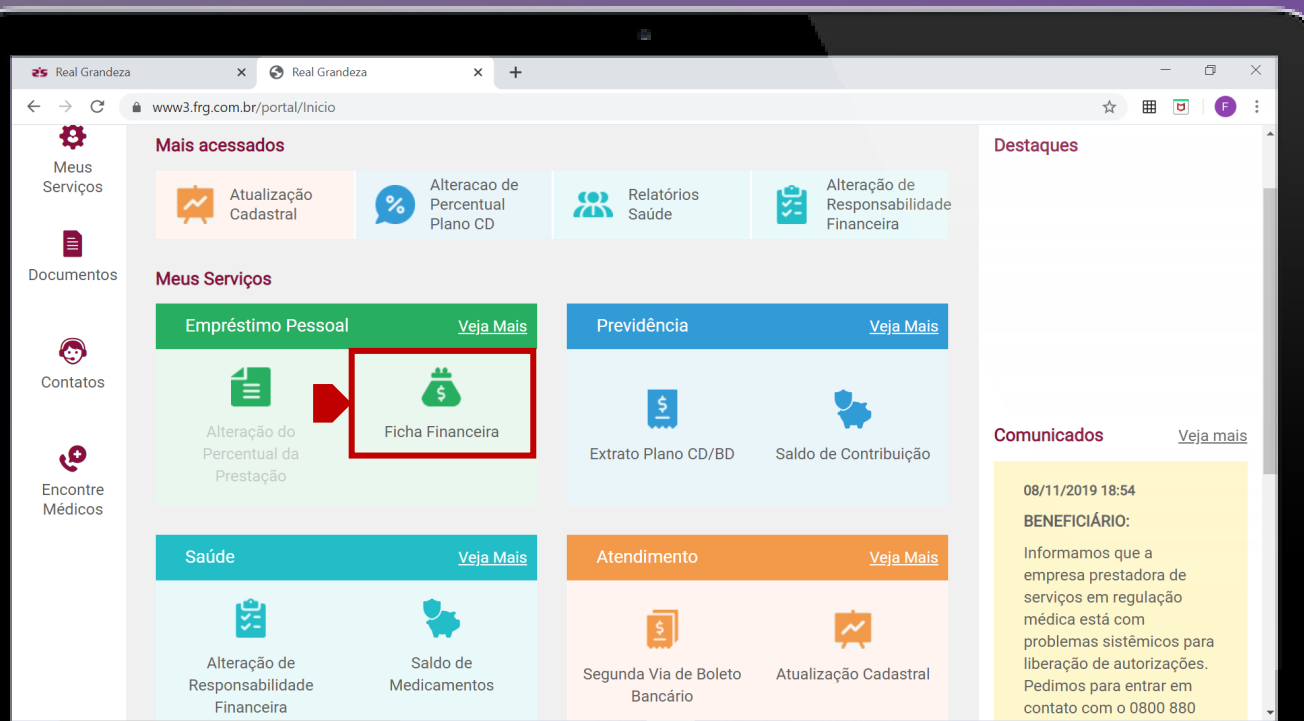 Real Grandeza
Real Grandeza
www3.frg.com.br/portal/Inicio
F
Meus
Serviços
Documentos
Contatos
Encontre
Médicos
Mais acessados
Atualização
Cadastral
%
Alteracao de
Percentual
Plano CD
Relatórios
Saúde
Alteração de
Responsabilidade
Financeira
Meus Serviços
Empréstimo Pessoal
Veja Mais
Alteração do
Percentual da
Prestação
$
Ficha Financeira
Previdência
Veja Mais
$
Extrato Plano CD/BD
Saldo de Contribuição
Saúde
Veja Mais
Alteração de
Responsabilidade
Financeira
Saldo de
Medicamentos
Atendimento
Veja Mais
$
Segunda Via de Boleto
Bancário
Atualização Cadastral
Destaques
Comunicados
Veja mais
08/11/2019 18:54
BENEFICIÁRIO:
Informamos que a
empresa prestadora de
serviços em regulação
médica está com
problemas sistêmicos para
liberação de autorizações.
Pedimos para entrar em
contato com o 0800 880